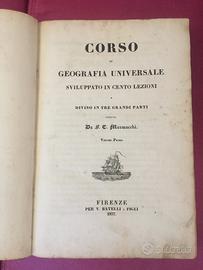 CORSO
DI
GEOGRAFIA UNIVERSALE
SVILUPPATO IN CENTO LEZIONI
E
DIVISO IN TRE GRANDI PARTI
Da F. C. Marmocchi.
Volume Primo
FIRENZE
PER V. BATELLI E FIGLI
1837.
subito